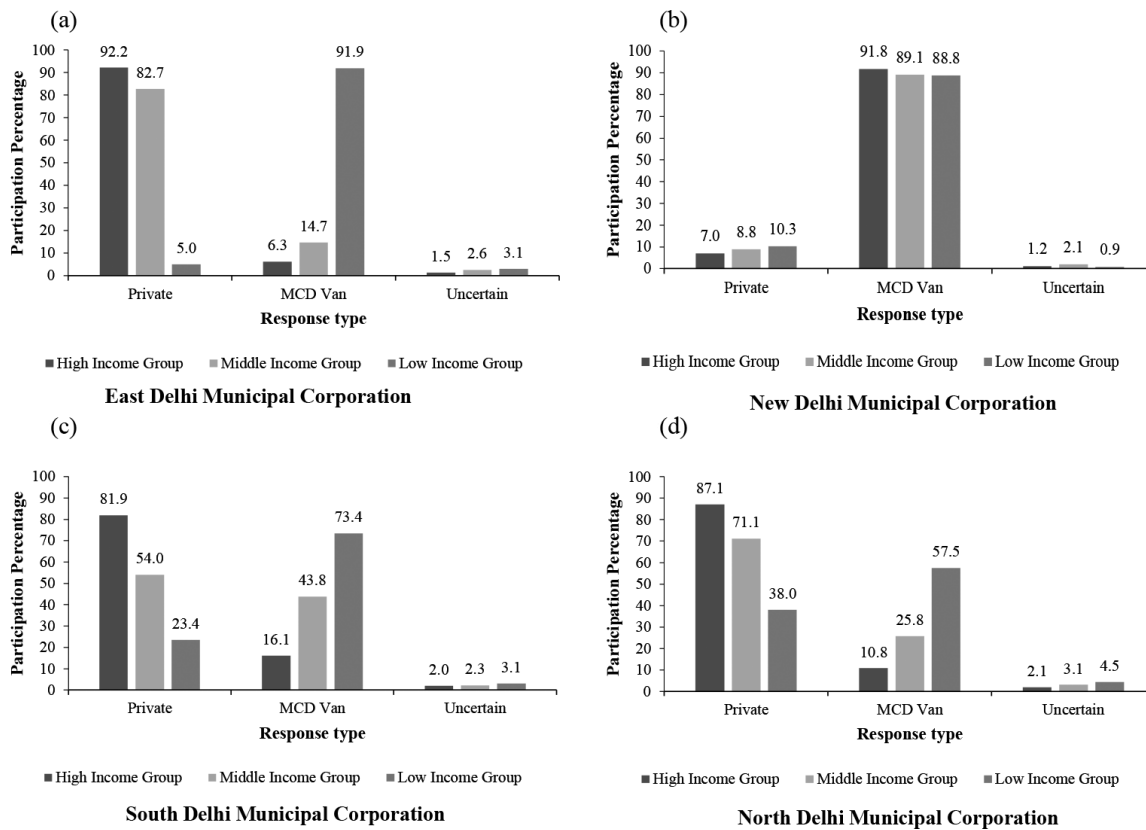 (a)
Participation Percentage
100
90
80
70
60
50
40
30
20
10
0
92.2
82.7
5.0
6.3
14.7
91.9
1.5
2.6
3.1
Private
MCD Van
Uncertain
Response type
High Income Group
Middle Income Group
Low Income Group
East Delhi Municipal Corporation
(b)
Participation Percentage
100
90
80
70
60
50
40
30
20
10
0
7.0
8.8
10.3
91.8
89.1
88.8
1.2
2.1
0.9
Private
MCD Van
Uncertain
Response type
High Income Group
Middle Income Group
Low Income Group
New Delhi Municipal Corporation
(c)
Participation Percentage
100
90
80
70
60
50
40
30
20
10
0
81.9
54.0
23.4
16.1
43.8
73.4
2.0
2.3
3.1
Private
MCD Van
Uncertain
Response type
High Income Group
Middle Income Group
Low Income Group
South Delhi Municipal Corporation
(d)
Participation Percentage
100
90
80
70
60
50
40
30
20
10
0
87.1
71.1
38.0
10.8
25.8
57.5
2.1
3.1
4.5
Private
MCD Van
Uncertain
Response type
High Income Group
Middle Income Group
Low Income Group
North Delhi Municipal Corporation